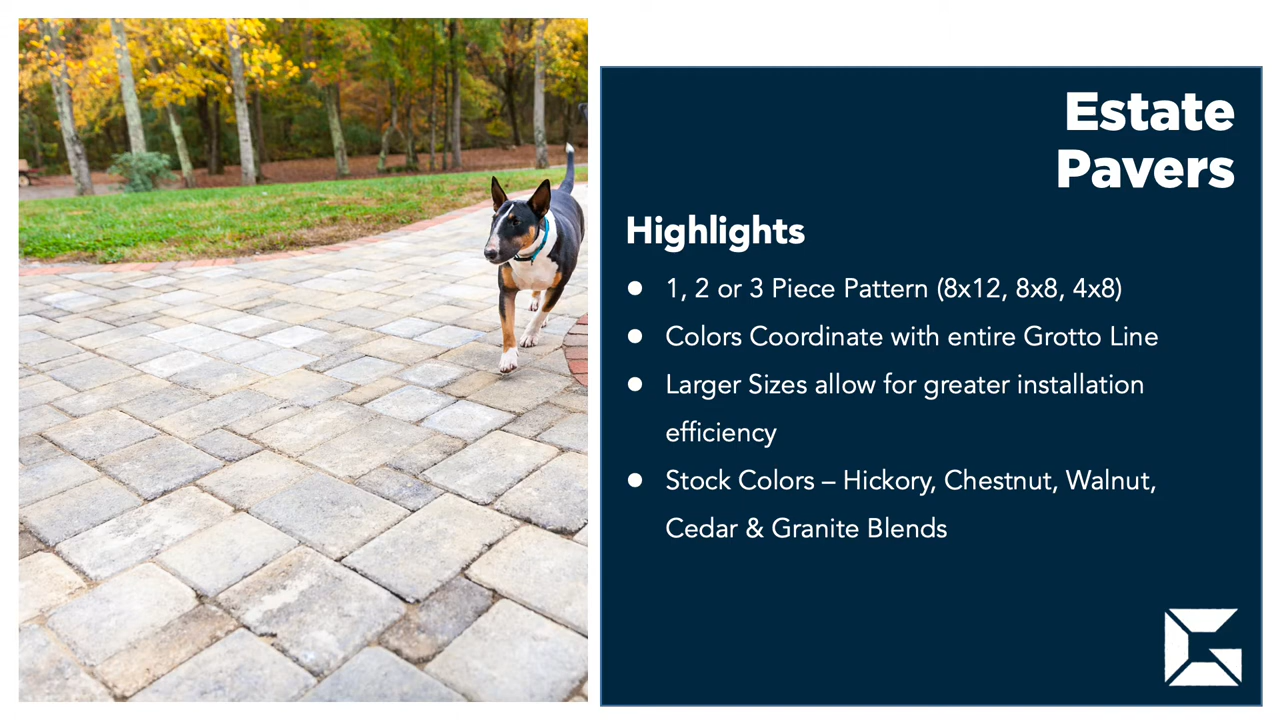 Estate
Pavers
Highlights
● 1, 2 or 3 Piece Pattern (8x12, 8x8, 4x8)
● Colors Coordinate with entire Grotto Line
● Larger Sizes allow for greater installation
efficiency
● Stock Colors – Hickory, Chestnut, Walnut,
Cedar & Granite Blends